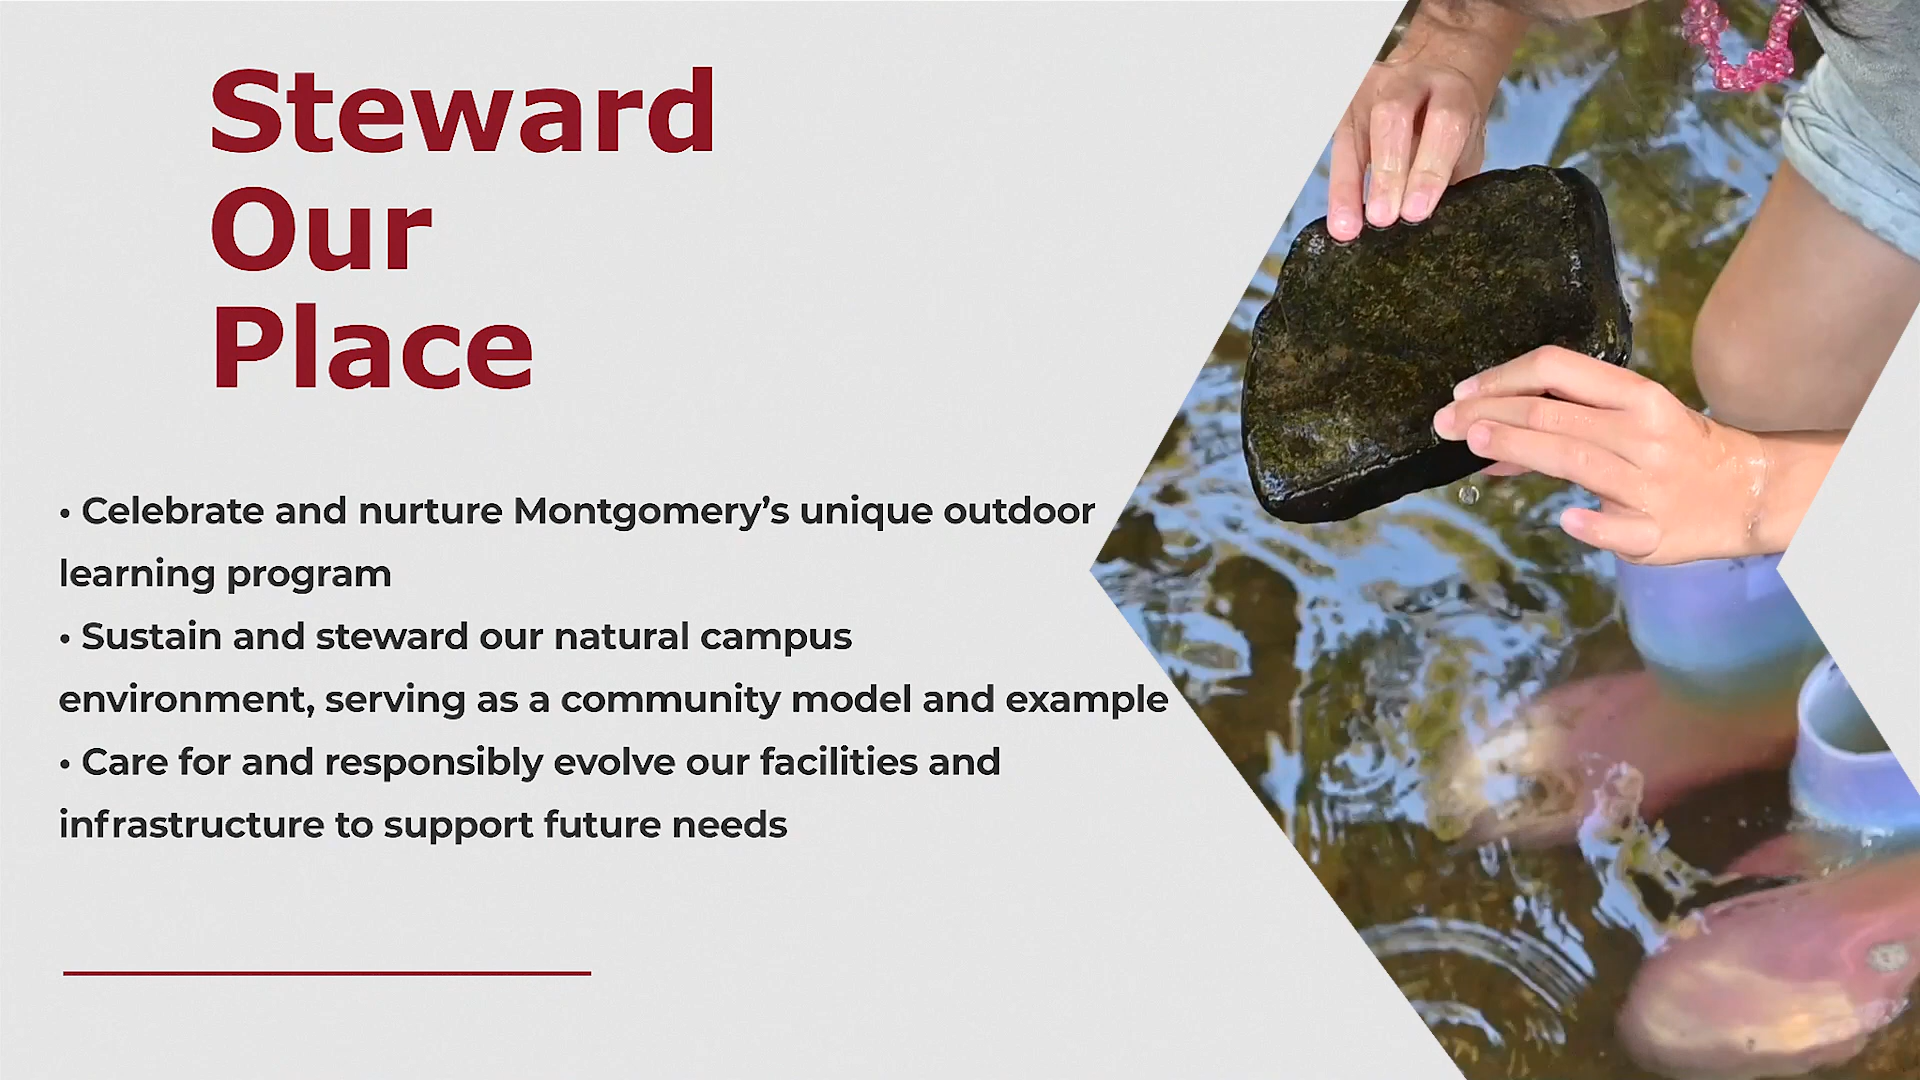 Steward
Our
Place
• Celebrate and nurture Montgomery’s unique outdoor
learning program
• Sustain and steward our natural campus
environment, serving as a community model and example
• Care for and responsibly evolve our facilities and
infrastructure to support future needs